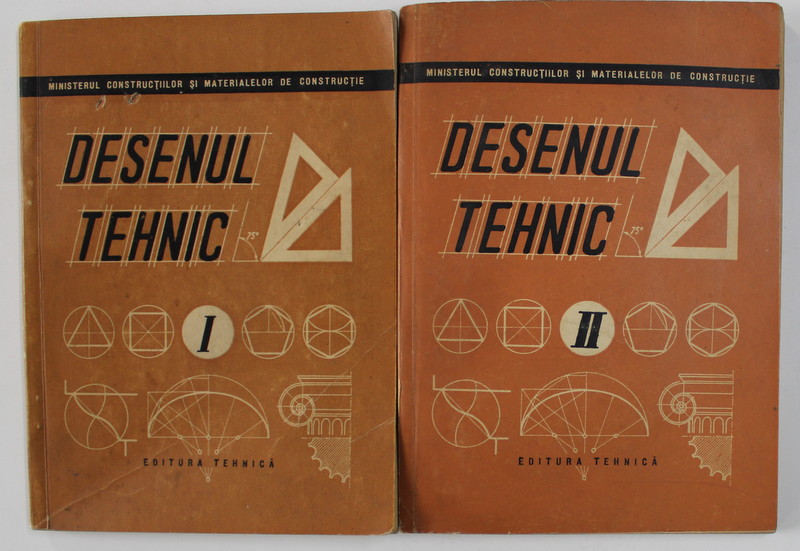 MINISTERUL CONSTRUCȚIILOR ȘI MATERIALELOR DE CONSTRUCȚIE
DESENUL
TEHNIC
75°
I
EDITURA TEHNICĂ
MINISTERUL CONSTRUCȚIILOR ȘI MATERIALELOR DE CONSTRUCȚIE
DESENUL
TEHNIC
75°
II
EDITURA TEHNICĂ